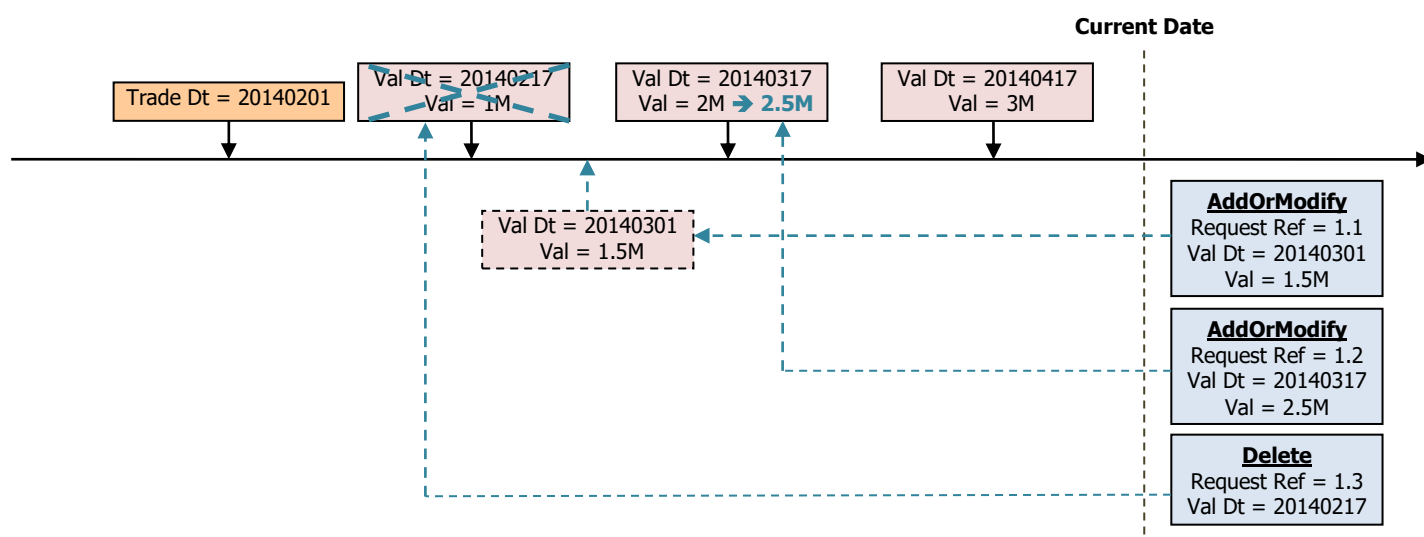 Current Date
Trade Dt = 20140201
Val Dt = 20140217
Val = 1M
Val Dt = 20140317
Val = 2M ➔ 2.5M
Val Dt = 20140417
Val = 3M
Val Dt = 20140301
Val = 1.5M
AddOrModify
Request Ref = 1.1
Val Dt = 20140301
Val = 1.5M
AddOrModify
Request Ref = 1.2
Val Dt = 20140317
Val = 2.5M
Delete
Request Ref = 1.3
Val Dt = 20140217